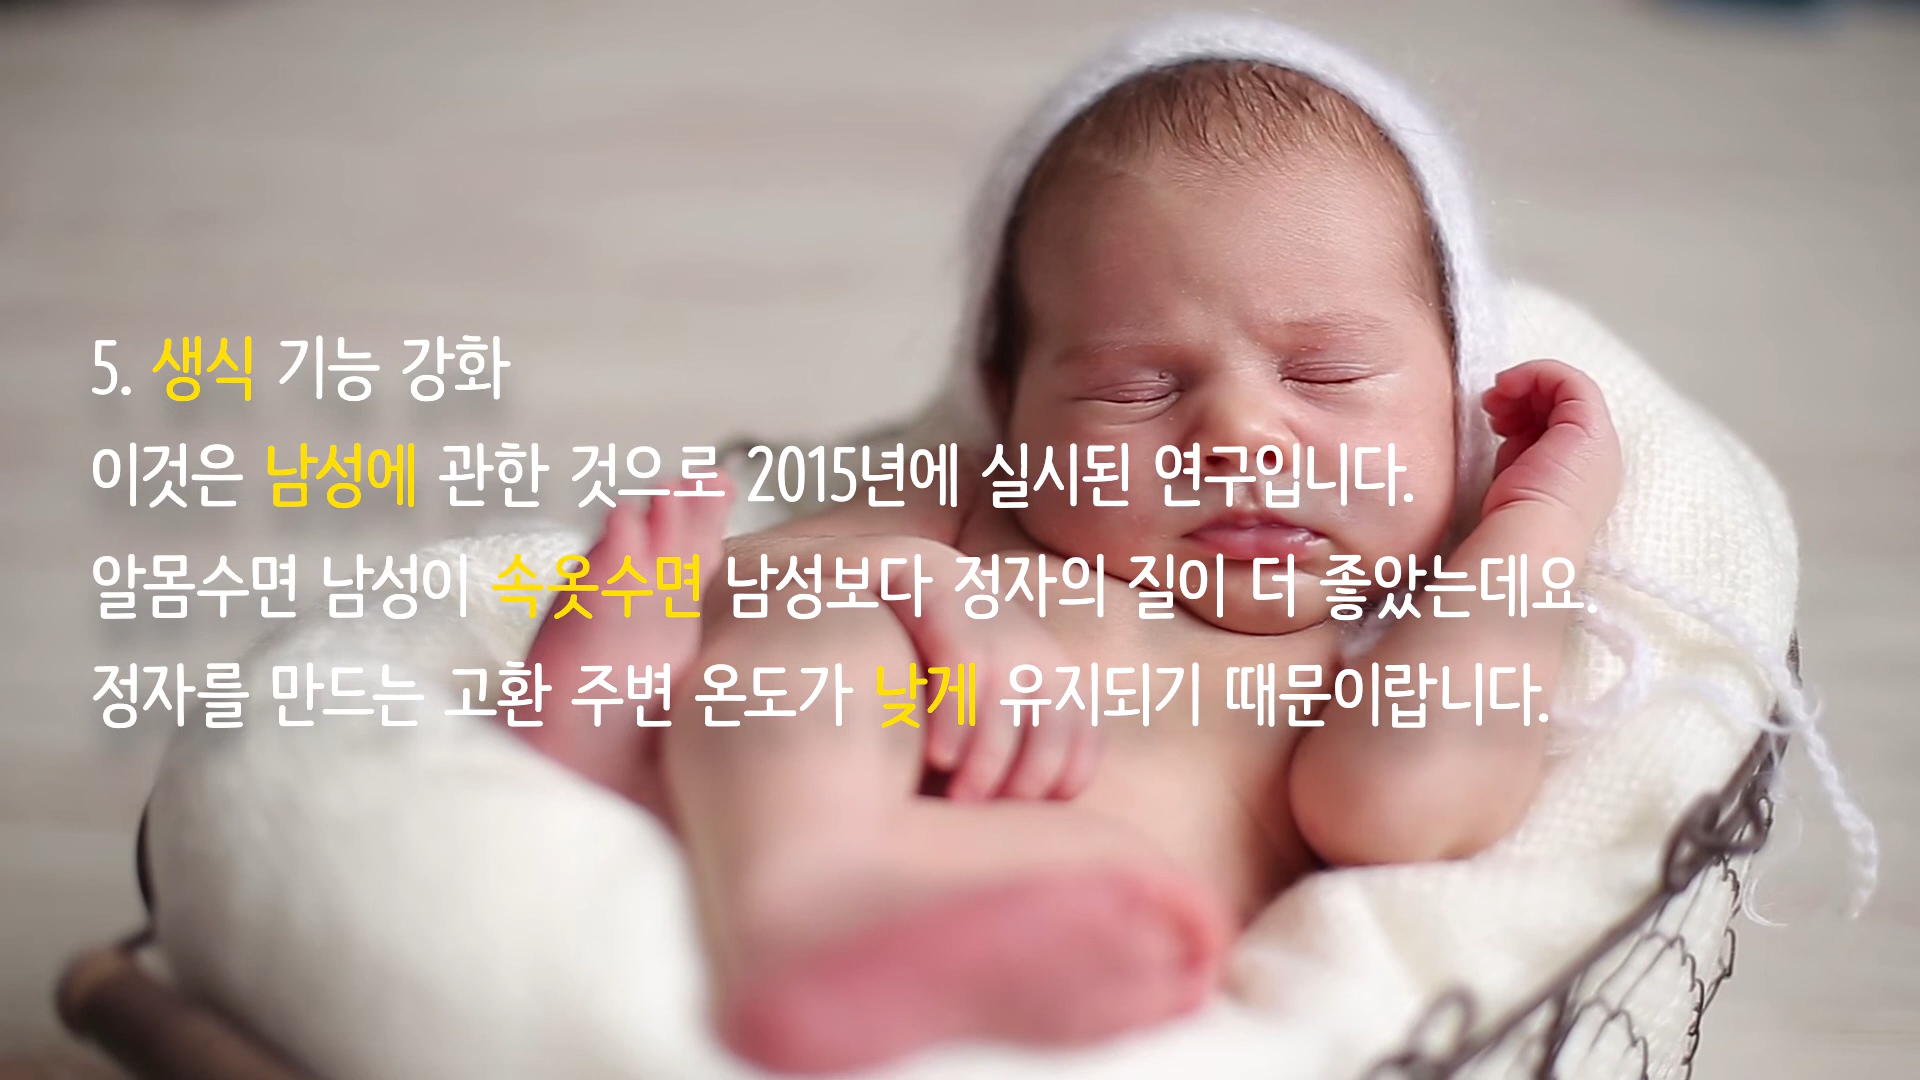 5. 생식 기능 강화
이것은 남성에 관한 것으로 2015년에 실시된 연구입니다.
알몸수면 남성이 속옷수면 남성보다 정자의 질이 더 좋았는데요.
정자를 만드는 고환 주변 온도가 낮게 유지되기 때문이랍니다.